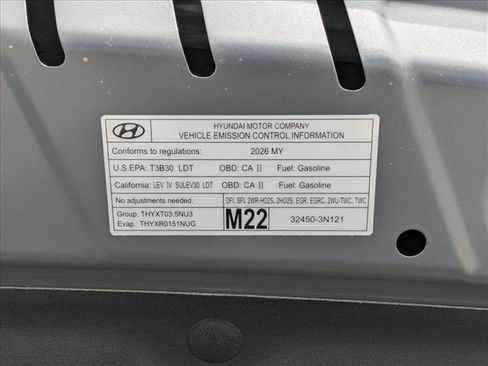 HYUNDAI MOTOR COMPANY
VEHICLE EMISSION CONTROL INFORMATION
Conforms to regulations: 2026 MY
U.S.EPA: T3B30 LDT OBD: CA II Fuel: Gasoline
California: LEV IV SULEV30 LDT OBD: CA II Fuel: Gasoline
No adjustments needed. DFI, SFI, 2WR-HO2S, 2HO2S, EGR, EGRC, 2WU-TWC, TWC
Group: THYXT03.5NU3
Evap.: THYXR0151NUG
M22 32450-3N121